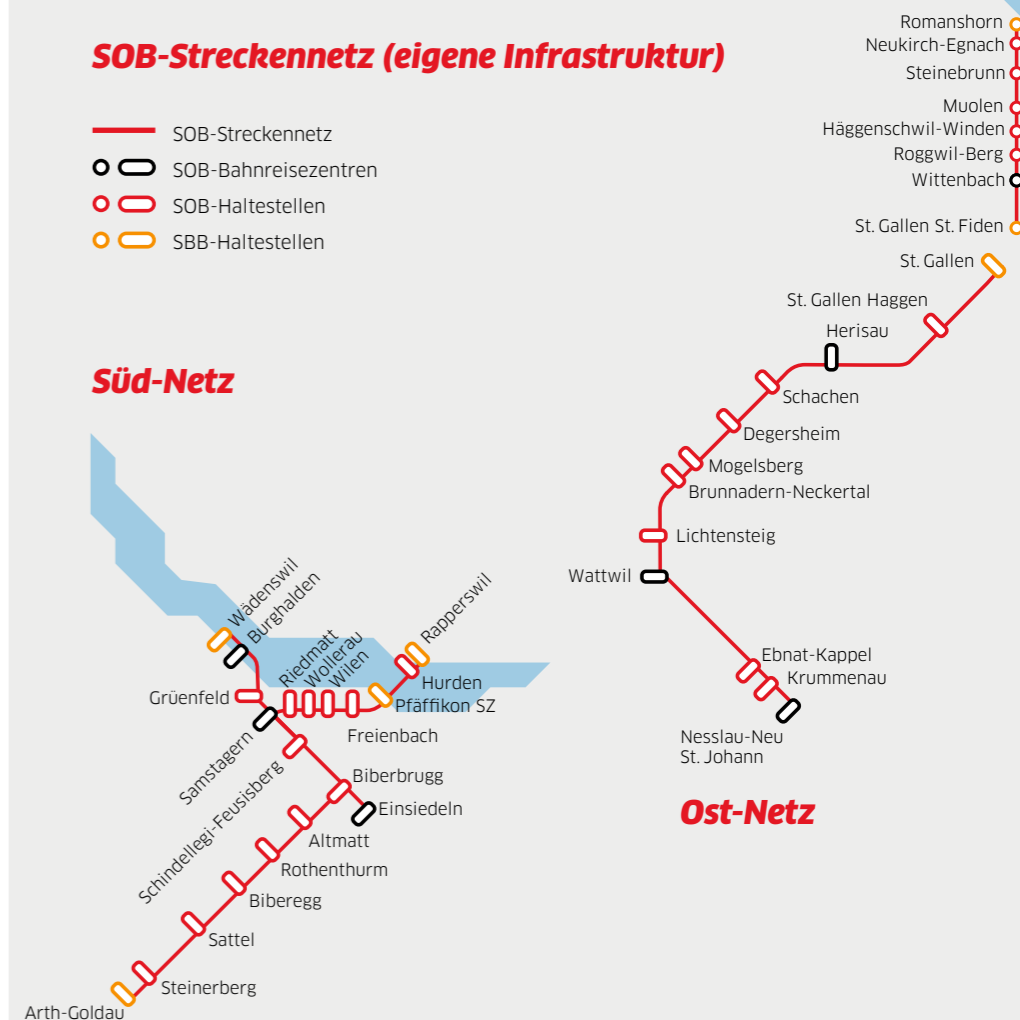 SOB-Streckennetz (eigene Infrastruktur)
SOB-Streckennetz
SOB-Bahnreisezentren
SOB-Haltestellen
SBB-Haltestellen
Romanshorn
Neukirch-Egnach
Steinebrunn
Muolen
Häggenschwil-Winden
Roggwil-Berg
Wittenbach
St. Gallen St. Fiden
St. Gallen
St. Gallen Haggen
Herisau
Schachen
Degersheim
Mogelsberg
Brunnadern-Neckertal
Lichtensteig
Wattwil
Ebnat-Kappel
Krummenau
Nesslau-Neu
St. Johann
Ost-Netz
Süd-Netz
Wädenswil
Burghalden
Grüenfeld
Riedmatt
Wollerau
Wilen
Rapperswil
Hurden
Pfäffikon SZ
Freienbach
Samstagern
Schindellegi-Feusisberg
Biberbrugg
Einsiedeln
Altmatt
Rothenthurm
Biberegg
Sattel
Steinerberg
Arth-Goldau